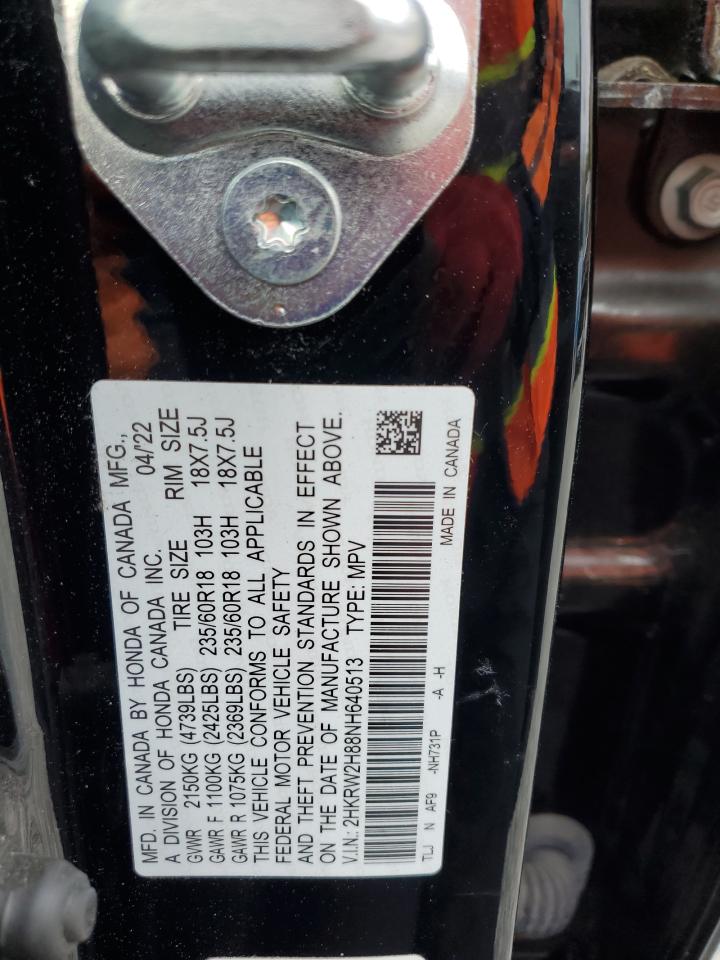 MFD. IN CANADA BY HONDA OF CANADA MFG.,
A DIVISION OF HONDA CANADA INC. 04/22
GVWR 2150KG (4739LBS) TIRE SIZE RIM SIZE
GAWR F 1100KG (2425LBS) 235/60R18 103H 18X7.5J
GAWR R 1075KG (2369LBS) 235/60R18 103H 18X7.5J
THIS VEHICLE CONFORMS TO ALL APPLICABLE
FEDERAL MOTOR VEHICLE SAFETY
AND THEFT PREVENTION STANDARDS IN EFFECT
ON THE DATE OF MANUFACTURE SHOWN ABOVE.
V.I.N.: 2HKRW2H88NH640513 TYPE: MPV
TLJ N AF9 -NH731P -A -H MADE IN CANADA